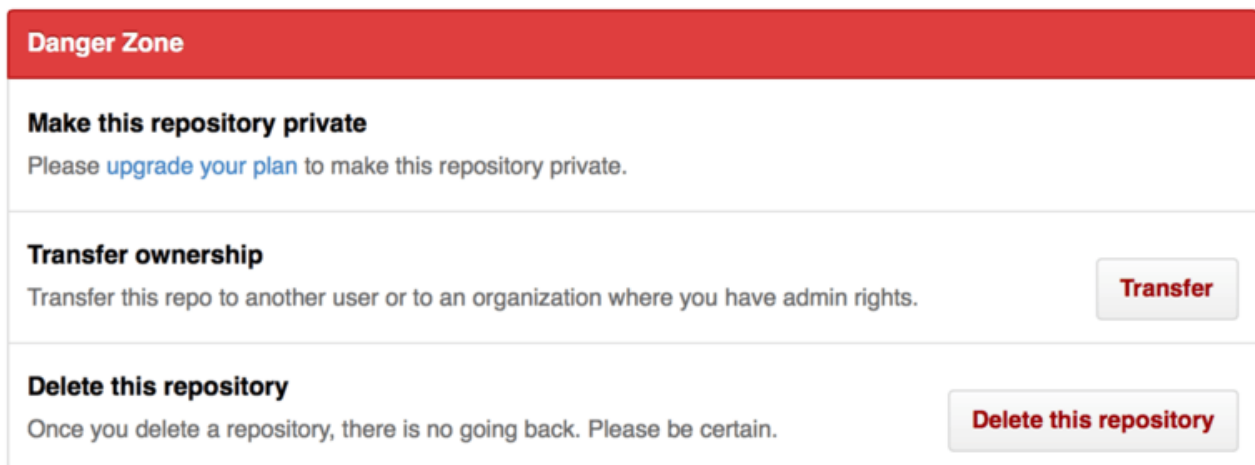 Danger Zone
Make this repository private
Please upgrade your plan to make this repository private.
Transfer ownership
Transfer this repo to another user or to an organization where you have admin rights.
Transfer
Delete this repository
Once you delete a repository, there is no going back. Please be certain.
Delete this repository